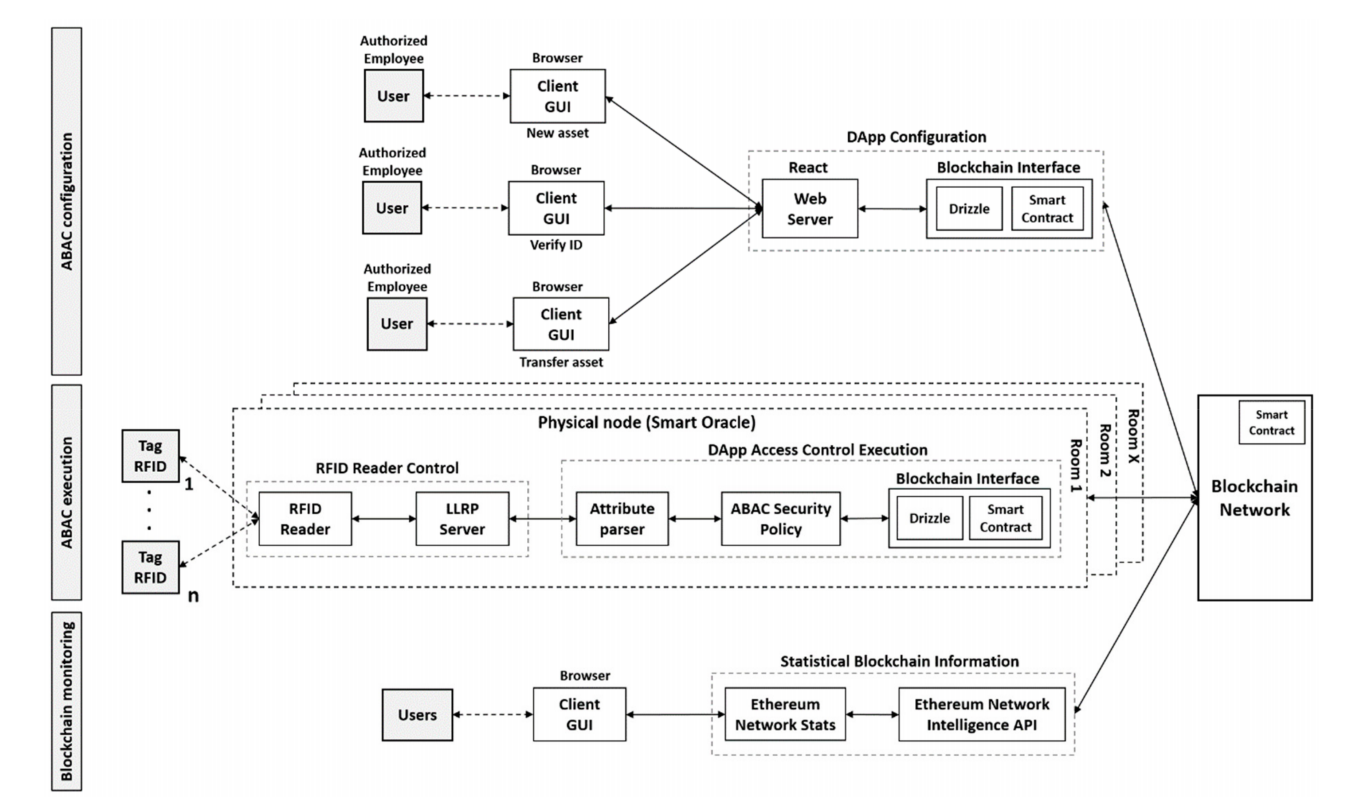 ABAC configuration
Authorized
Employee
User
Browser
Client
GUI
New asset
Authorized
Employee
User
Browser
Client
GUI
Verify ID
Authorized
Employee
User
Browser
Client
GUI
Transfer asset
DApp Configuration
React
Web
Server
Blockchain Interface
Drizzle
Smart
Contract
ABAC execution
Tag
RFID
1
Tag
RFID
n
Physical node (Smart Oracle)
RFID Reader Control
RFID
Reader
LLRP
Server
DApp Access Control Execution
Attribute
parser
ABAC Security
Policy
Blockchain Interface
Drizzle
Smart
Contract
Room 1
Room 2
Room X
Smart
Contract
Blockchain
Network
Blockchain monitoring
Users
Browser
Client
GUI
Statistical Blockchain Information
Ethereum
Network Stats
Ethereum Network
Intelligence API